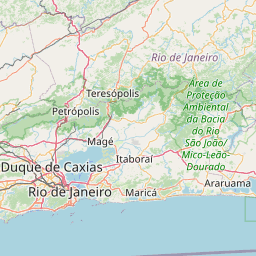 Rio de Janeiro
Teresópolis
Área de
Proteção
Ambiental
da Bacia
do Rio
São João/
Mico-Leão-
Dourado
Petrópolis
Magé
Itaboraí
Duque de Caxias
Araruama
Rio de Janeiro
Maricá